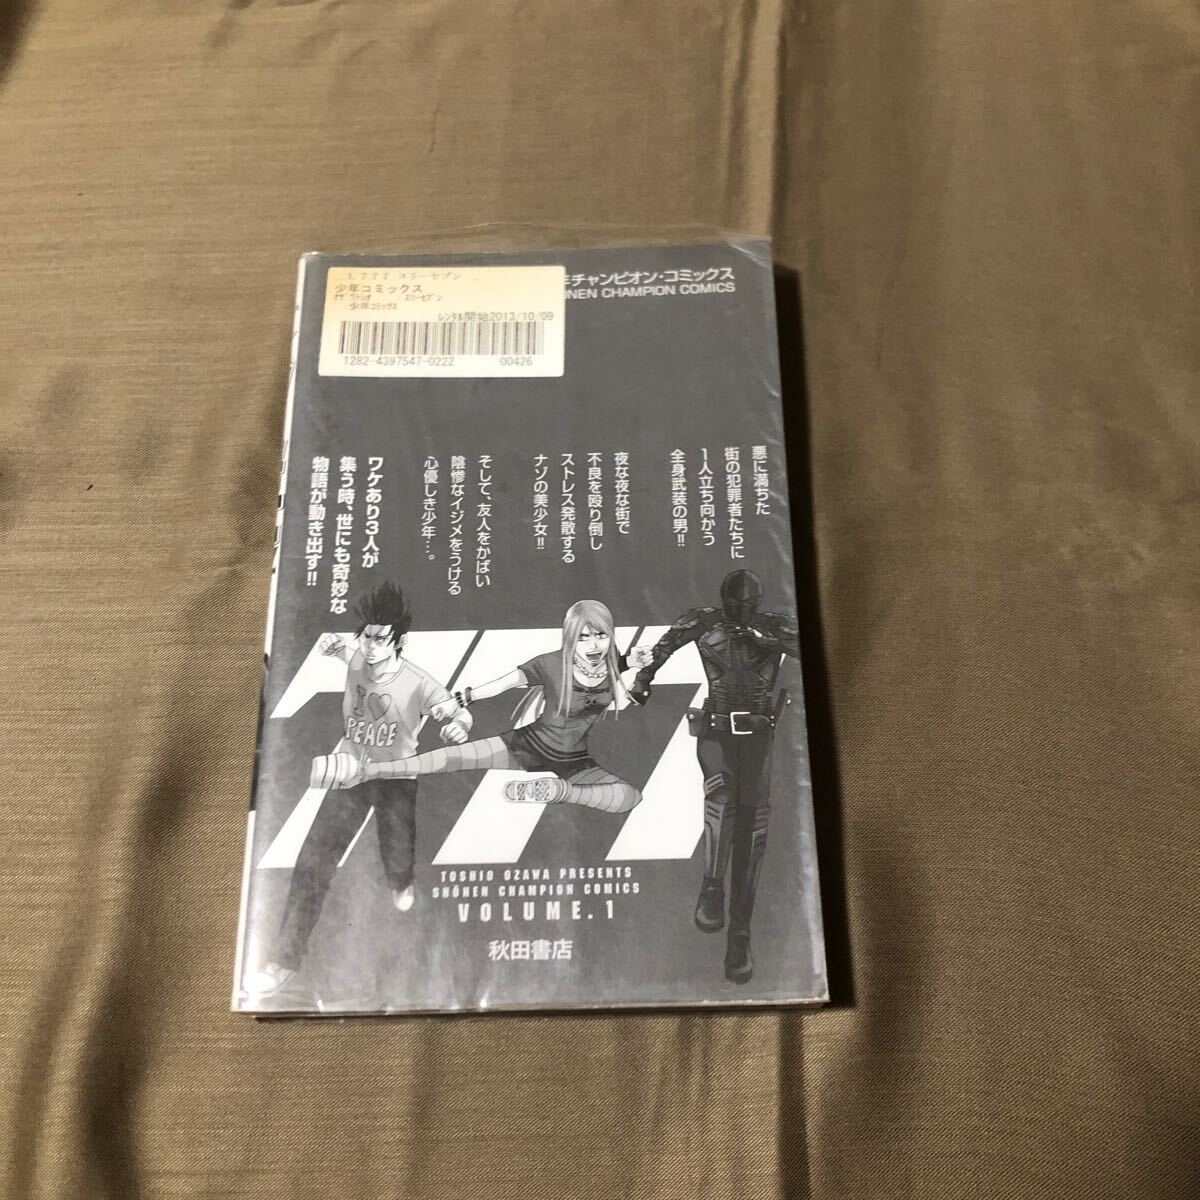 1.777 スリーセブン
少年コミックス
オザワトシオ スリーセブン
少年コミックス
レンタル開始2013/10/09
1282-4397547-0222 00426
チャンピオン・コミックス
NEN CHAMPION COMICS
悪に満ちた
街の犯罪者たちに
1人立ち向かう
全身武装の男!!
夜な夜な街で
不良を殴り倒し
ストレス発散する
ナゾの美少女!!
そして、友人をかばい
陰惨なイジメをうける
心優しき少年…。
ワケあり3人が
集う時、世にも奇妙な
物語が動き出す!!
I ♥
PEACE
777
TOSHIO OZAWA PRESENTS
SHŌNEN CHAMPION COMICS
VOLUME.1
秋田書店